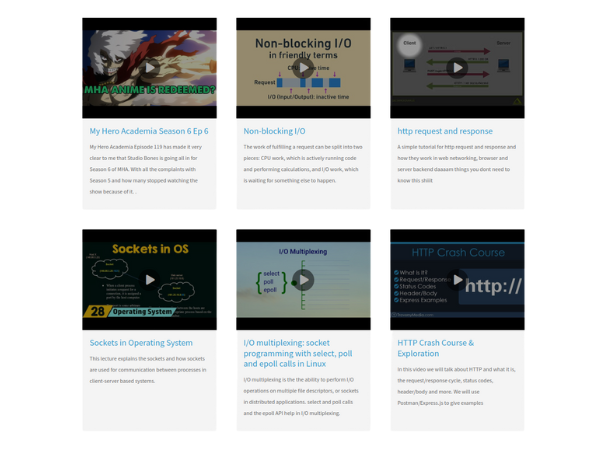 MHA ANIME IS REDEEMED?
My Hero Academia Season 6 Ep 6
My Hero Academia Episode 119 has made it very
clear to me that Studio Bones is going all in for
Season 6 of MHA. With all the complaints with
Season 5 and how many stopped watching the
show because of it…
Non-blocking I/O
in friendly terms
CPU time
Request
I/O (Input/Output): inactive time
Non-blocking I/O
The work of fulfilling a request can be split into two
pieces: CPU work, which is actively running code
and performing calculations, and I/O work, which
is waiting for something else to happen.
Client
Server
http request and response
A simple tutorial for http request and response and
how they work in web networking, browser and
server backend daaaam things you dont need to
know this shiiit
Sockets in OS
28 Operating System
Sockets in Operating System
This lecture explains the sockets and how sockets
are used for communication between processes in
client-server based systems.
I/O Multiplexing
select
poll
epoll
I/O multiplexing: socket
programming with select, poll
and epoll calls in Linux
I/O multiplexing is the the ability to perform I/O
operations on multiple file descriptors, or sockets
in distributed applications. select and poll calls
and the epoll API help in I/O multiplexing.
HTTP Crash Course
What is it?
Request/Respon
Status Codes
Header/Body
Express Examples
http://
HTTP Crash Course &
Exploration
In this video we will talk about HTTP and what it is,
the request/response cycle, status codes,
header/body and more. We will use
Postman/Express.js to give examples